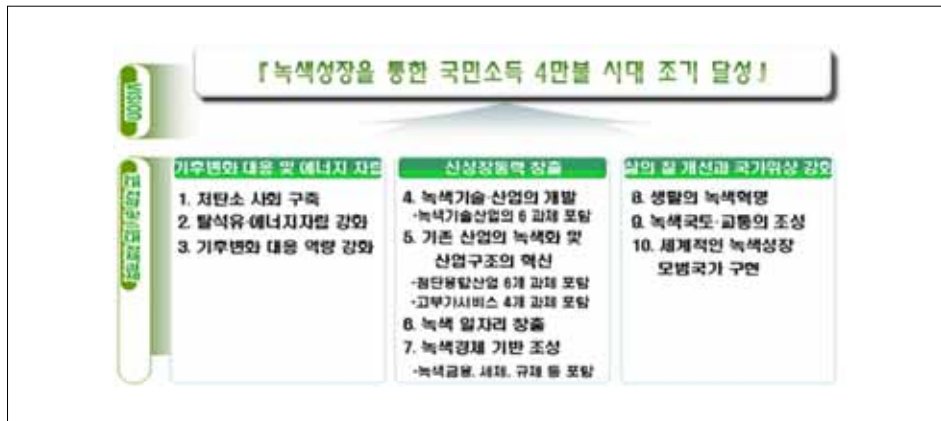 『녹색성장을 통한 국민소득 4만불 시대 조기 달성』
VISION
기후변화 대응 및 에너지 자립
1. 저탄소 사회 구축
2. 탈석유·에너지자립 강화
3. 기후변화 대응 역량 강화
신성장동력 창출
4. 녹색기술·산업의 개발
-녹색기술산업의 6 과제 포함
5. 기존 산업의 녹색화 및
산업구조의 혁신
-첨단융합산업 6개 과제 포함
-고부가서비스 4개 과제 포함
6. 녹색 일자리 창출
7. 녹색경제 기반 조성
-녹색금융, 세제, 규제 등 포함
삶의 질 개선과 국가위상 강화
8. 생활의 녹색혁명
9. 녹색국토·교통의 조성
10. 세계적인 녹색성장
모범국가 구현